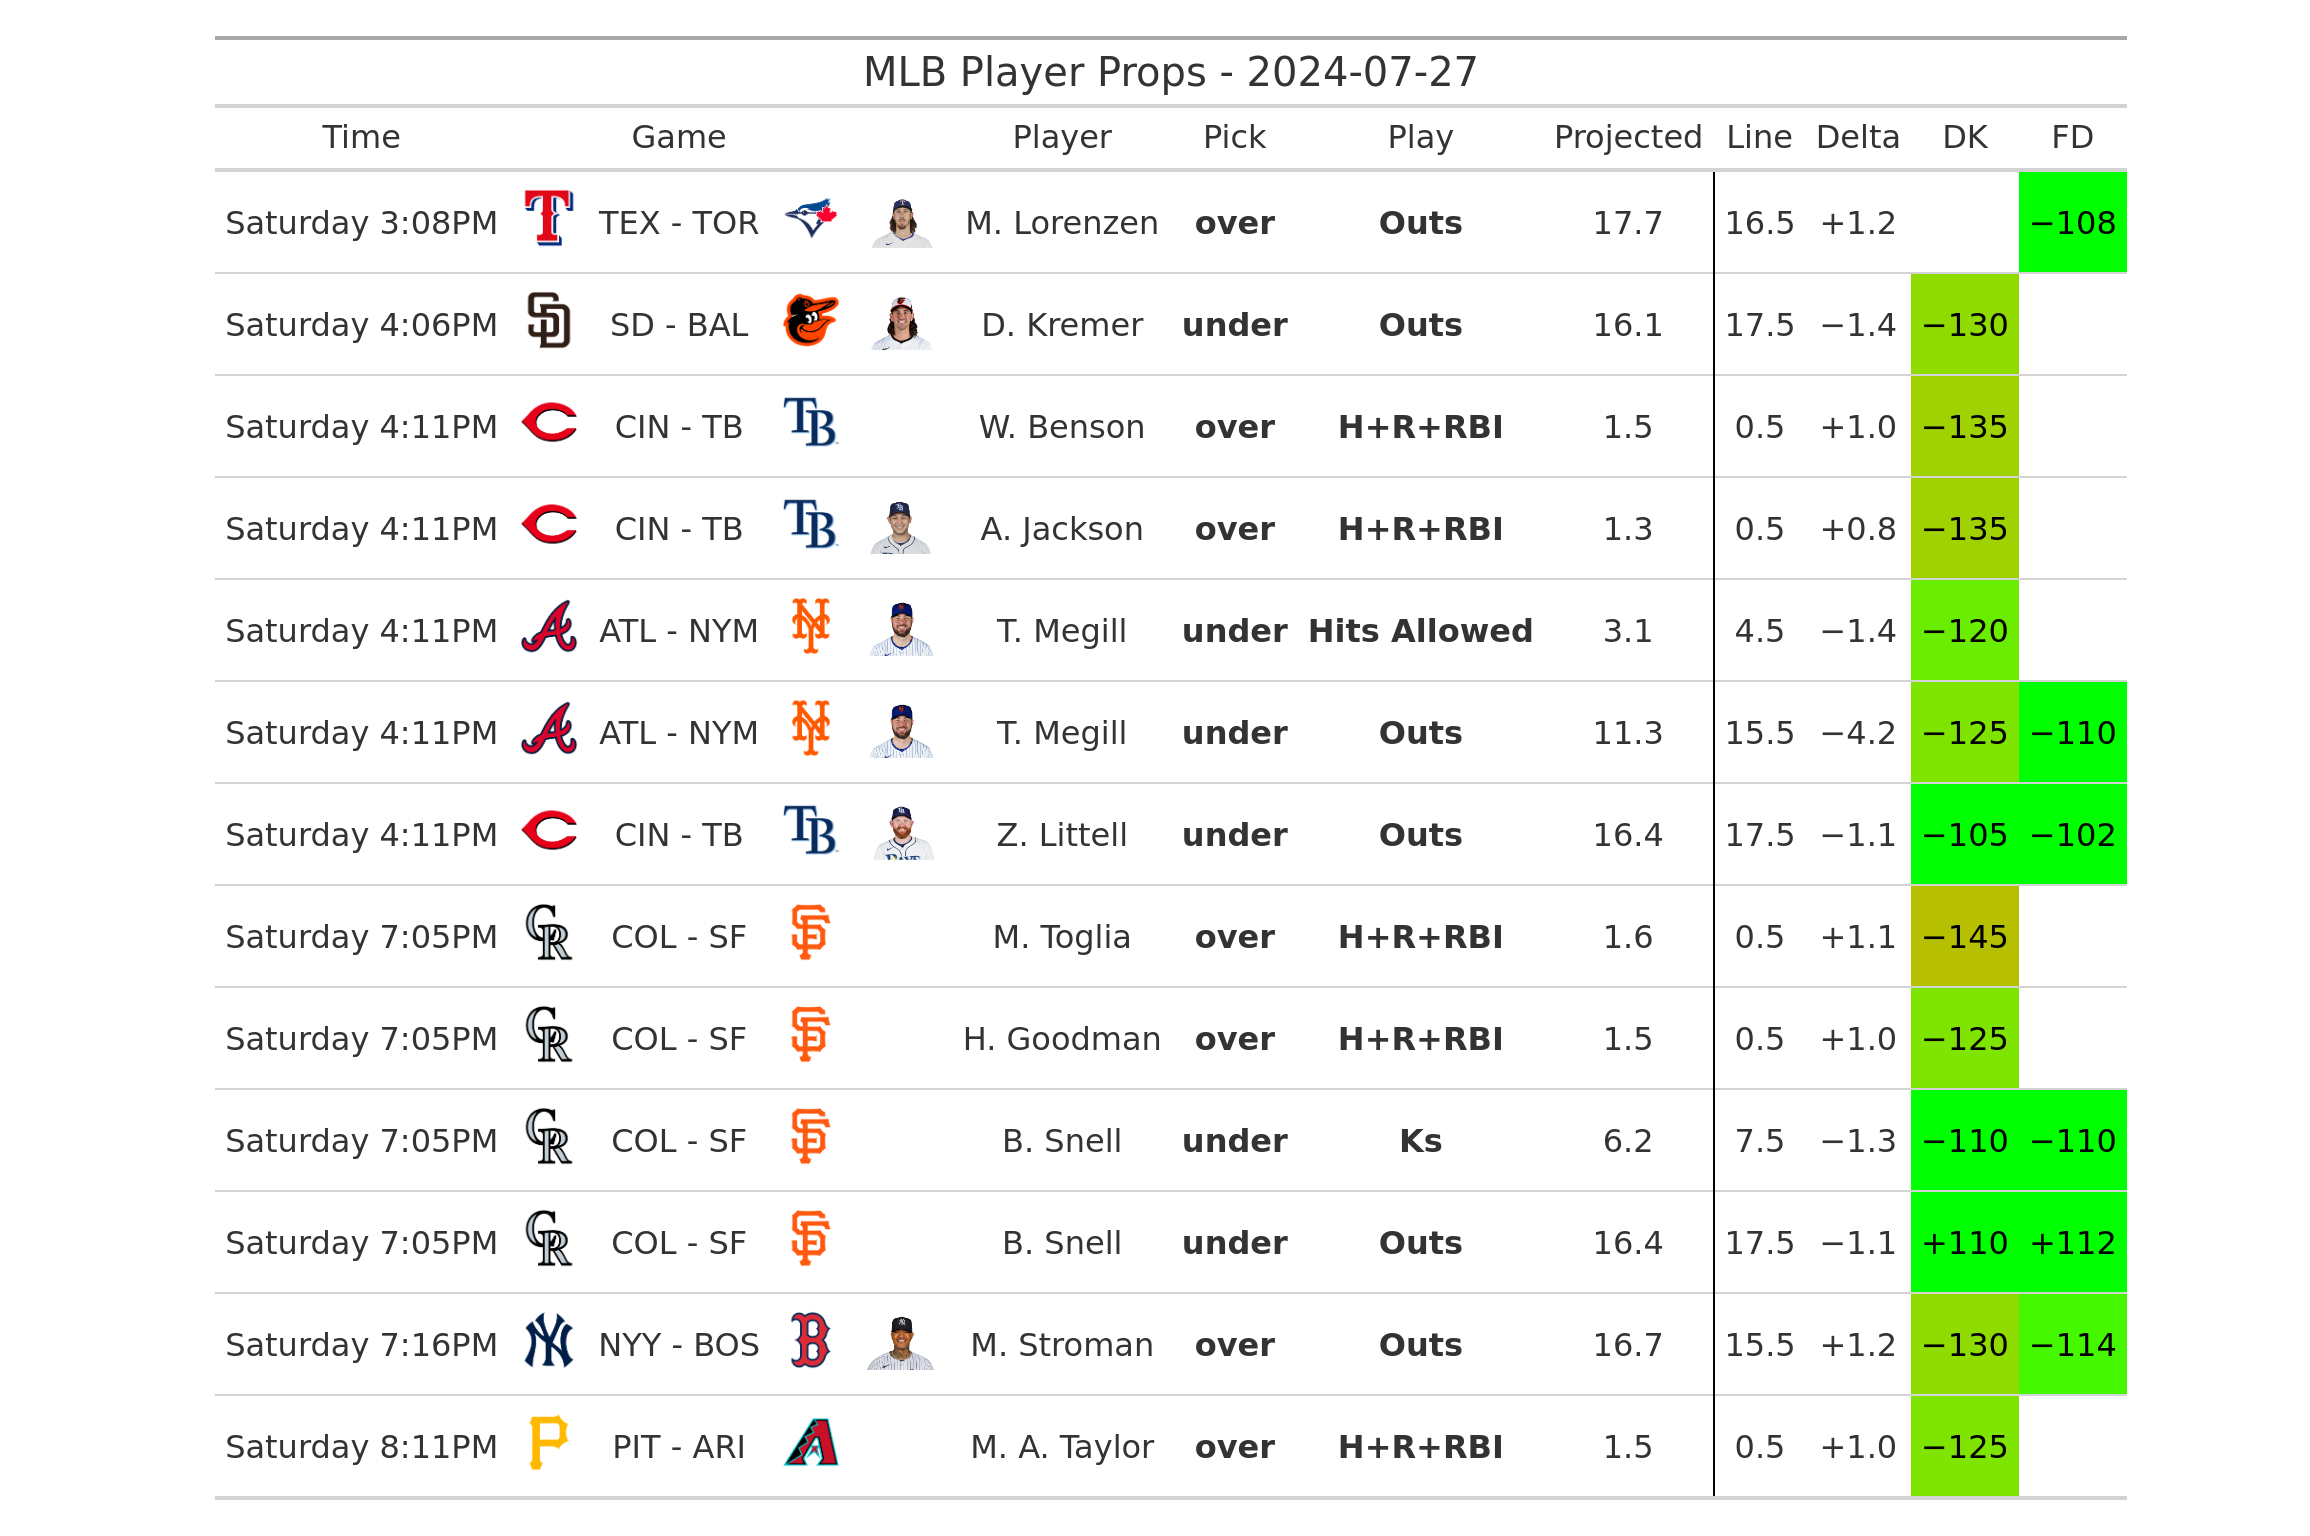 MLB Player Props - 2024-07-27
Time Game Player Pick Play Projected Line Delta DK FD
Saturday 3:08PM TEX - TOR M. Lorenzen over Outs 17.7 16.5 +1.2 −108
Saturday 4:06PM SD - BAL D. Kremer under Outs 16.1 17.5 −1.4 −130
Saturday 4:11PM CIN - TB W. Benson over H+R+RBI 1.5 0.5 +1.0 −135
Saturday 4:11PM CIN - TB A. Jackson over H+R+RBI 1.3 0.5 +0.8 −135
Saturday 4:11PM ATL - NYM T. Megill under Hits Allowed 3.1 4.5 −1.4 −120
Saturday 4:11PM ATL - NYM T. Megill under Outs 11.3 15.5 −4.2 −125 −110
Saturday 4:11PM CIN - TB Z. Littell under Outs 16.4 17.5 −1.1 −105 −102
Saturday 7:05PM COL - SF M. Toglia over H+R+RBI 1.6 0.5 +1.1 −145
Saturday 7:05PM COL - SF H. Goodman over H+R+RBI 1.5 0.5 +1.0 −125
Saturday 7:05PM COL - SF B. Snell under Ks 6.2 7.5 −1.3 −110 −110
Saturday 7:05PM COL - SF B. Snell under Outs 16.4 17.5 −1.1 +110 +112
Saturday 7:16PM NYY - BOS M. Stroman over Outs 16.7 15.5 +1.2 −130 −114
Saturday 8:11PM PIT - ARI M. A. Taylor over H+R+RBI 1.5 0.5 +1.0 −125